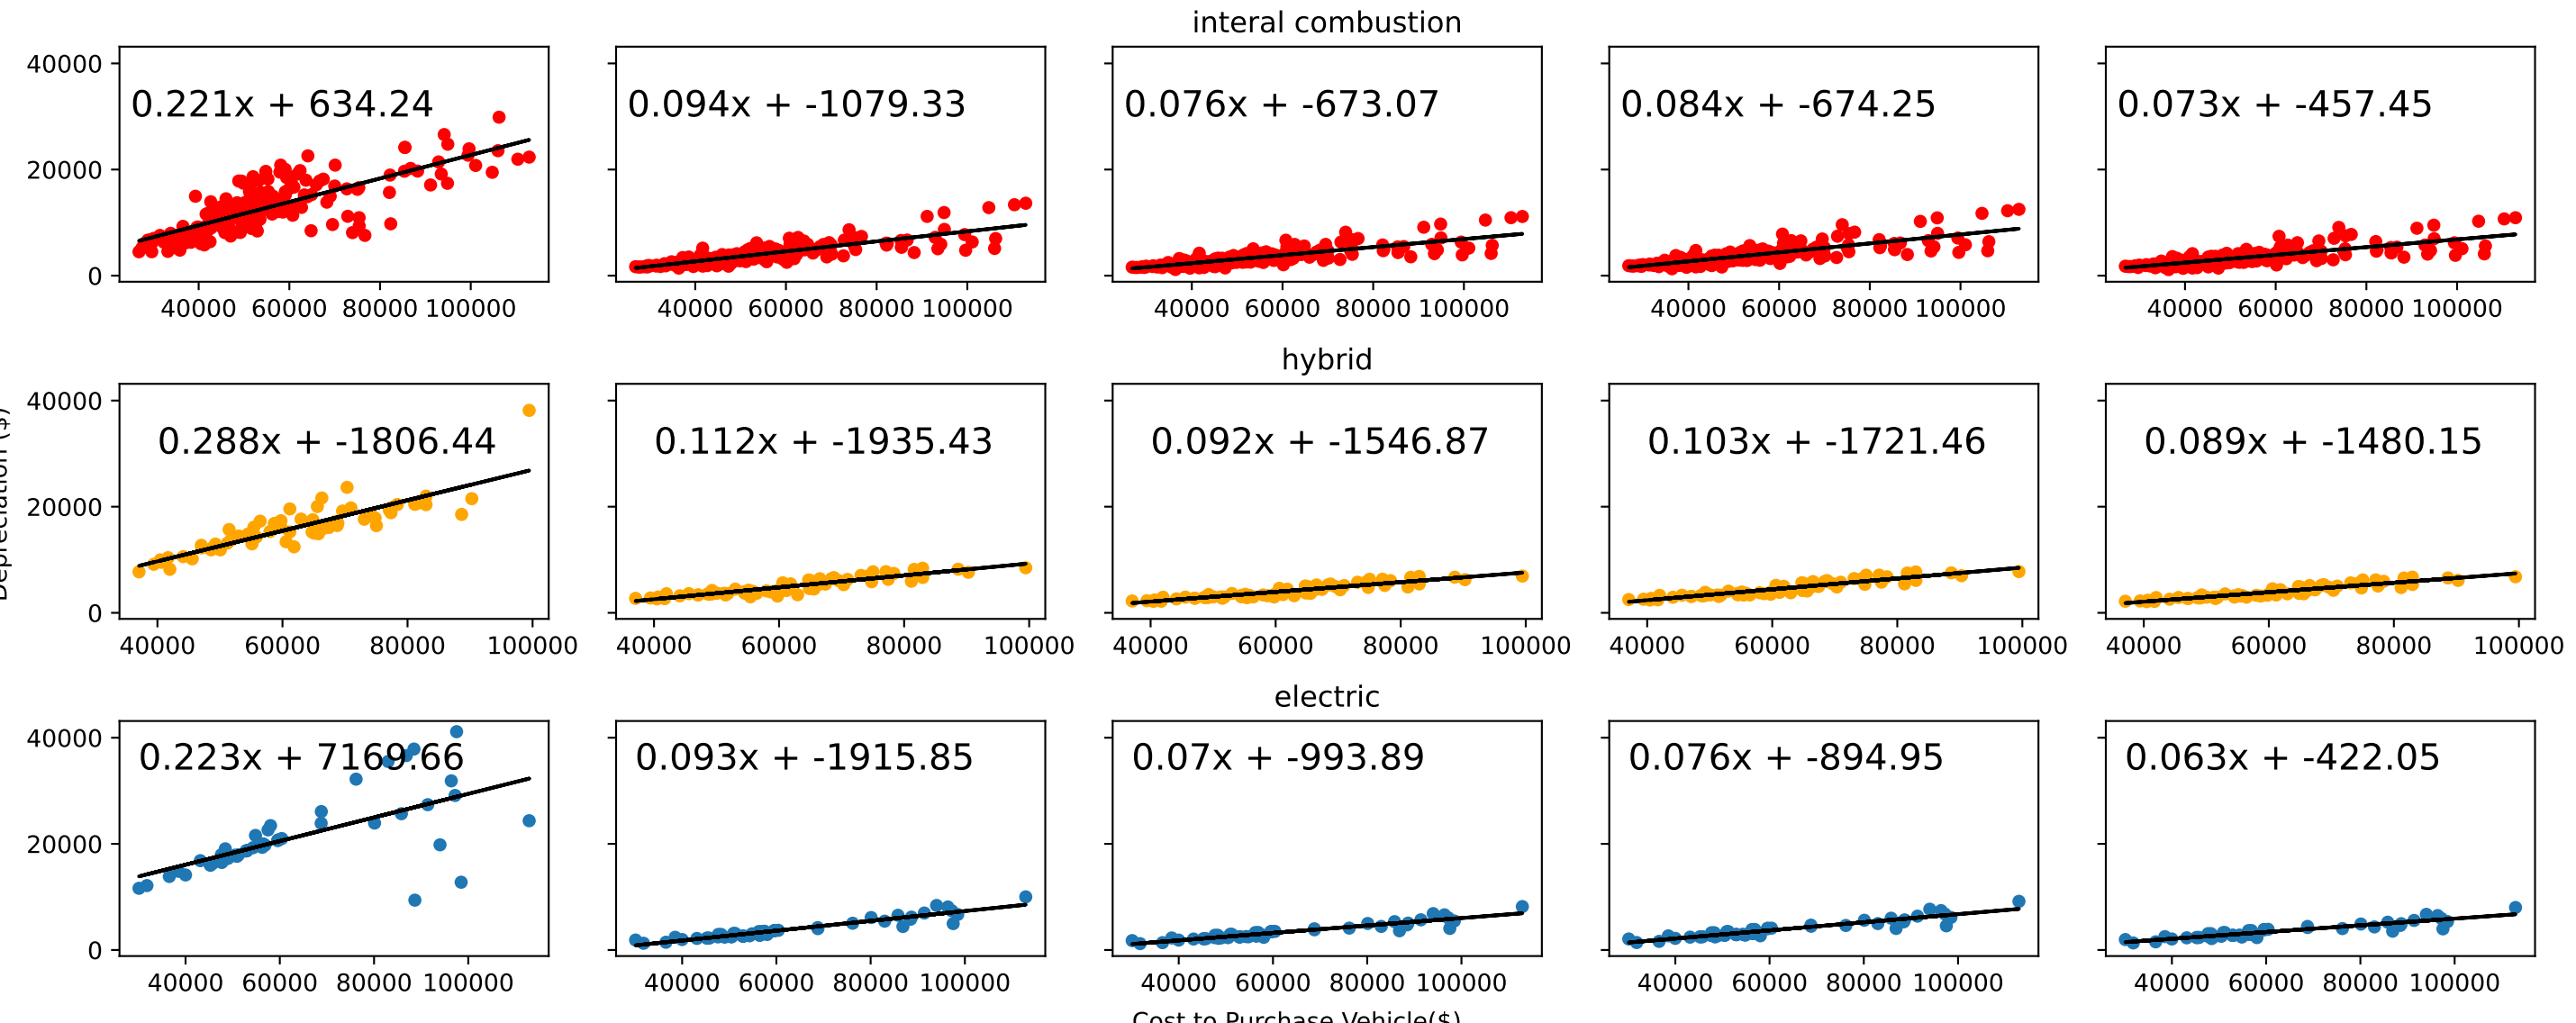 interal combustion
40000
20000
0
0.221x + 634.24
0.094x + -1079.33
0.076x + -673.07
0.084x + -674.25
0.073x + -457.45
40000 60000 80000 100000
40000 60000 80000 100000
40000 60000 80000 100000
40000 60000 80000 100000
40000 60000 80000 100000
hybrid
Depreciation ($)
40000
20000
0
0.288x + -1806.44
0.112x + -1935.43
0.092x + -1546.87
0.103x + -1721.46
0.089x + -1480.15
40000 60000 80000 100000
40000 60000 80000 100000
40000 60000 80000 100000
40000 60000 80000 100000
40000 60000 80000 100000
electric
40000
20000
0
0.223x + 7169.66
0.093x + -1915.85
0.07x + -993.89
0.076x + -894.95
0.063x + -422.05
40000 60000 80000 100000
40000 60000 80000 100000
40000 60000 80000 100000
40000 60000 80000 100000
40000 60000 80000 100000
Cost to Purchase Vehicle($)